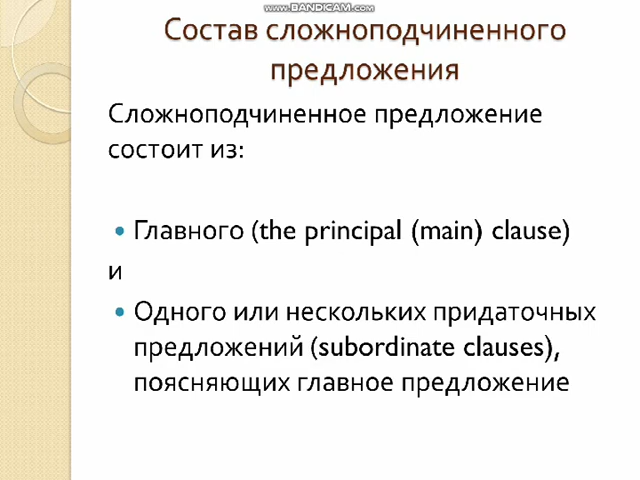 www.BANDICAM.com
Состав сложноподчиненного
предложения
Сложноподчиненное предложение
состоит из:
• Главного (the principal (main) clause)
и
• Одного или нескольких придаточных
предложений (subordinate clauses),
поясняющих главное предложение